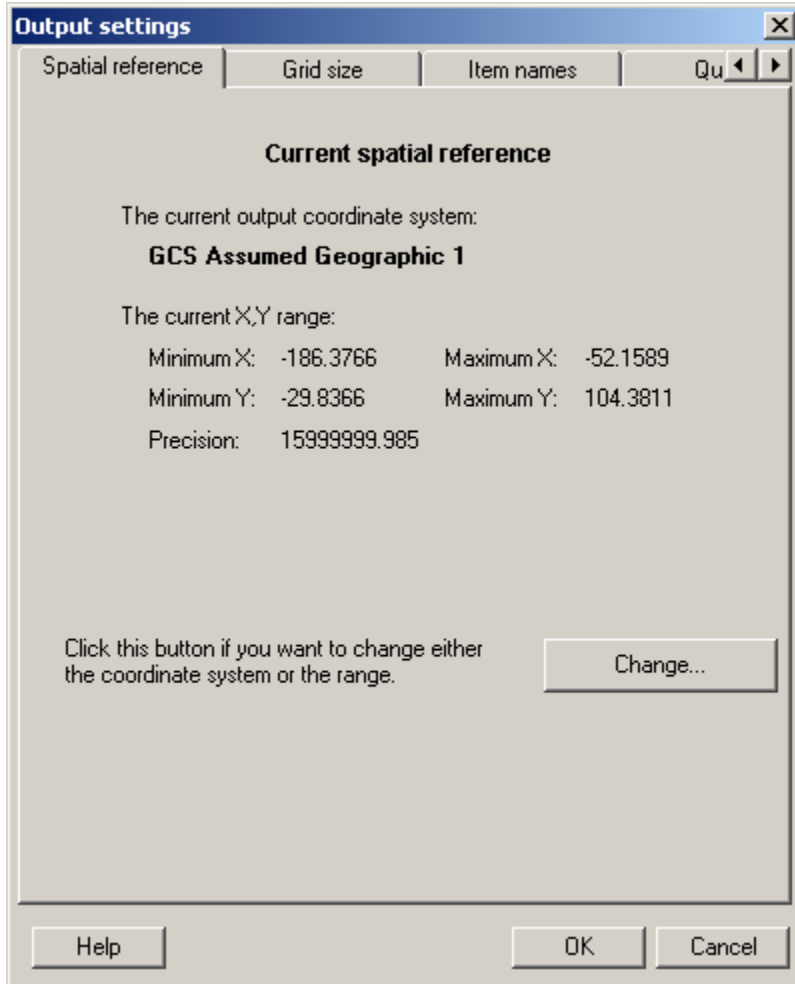 Output settings
Spatial reference Grid size Item names Qu
Current spatial reference
The current output coordinate system:
GCS Assumed Geographic 1
The current X,Y range:
Minimum X: -186.3766 Maximum X: -52.1589
Minimum Y: -29.8366 Maximum Y: 104.3811
Precision: 15999999.985
Click this button if you want to change either
the coordinate system or the range.
Change...
Help OK Cancel